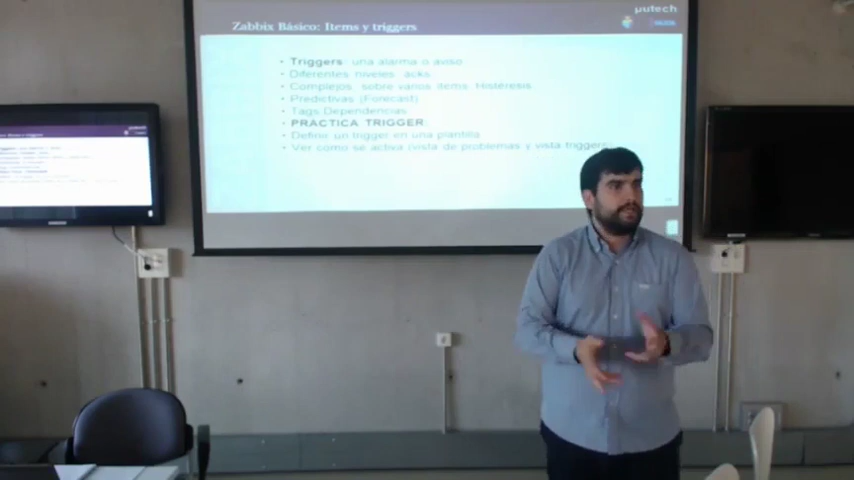 µutech
Zabbix Básico: Items y triggers
• Triggers: una alarma o aviso
• Diferentes niveles, acks
• Complejos, sobre varios items. Histéresis
• Predictivas (Forecast)
• Tags Dependencias
• PRACTICA TRIGGER:
• Definir un trigger en una plantilla
• Ver como se activa (vista de problemas y vista triggers